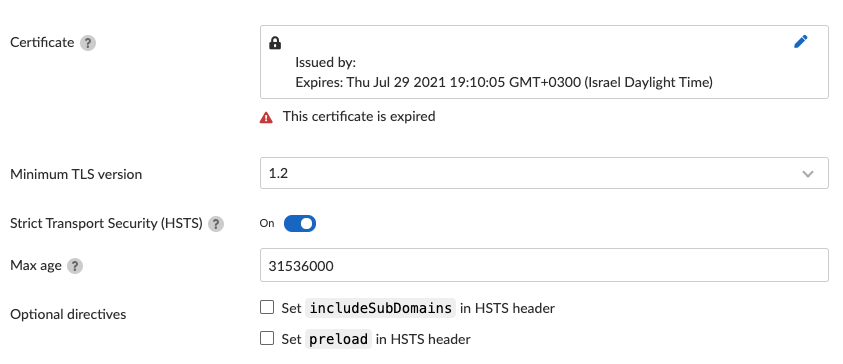 Certificate ?
Issued by:
Expires: Thu Jul 29 2021 19:10:05 GMT+0300 (Israel Daylight Time)
This certificate is expired
Minimum TLS version
1.2
Strict Transport Security (HSTS) ?
On
Max age ?
31536000
Optional directives
Set includeSubDomains in HSTS header
Set preload in HSTS header